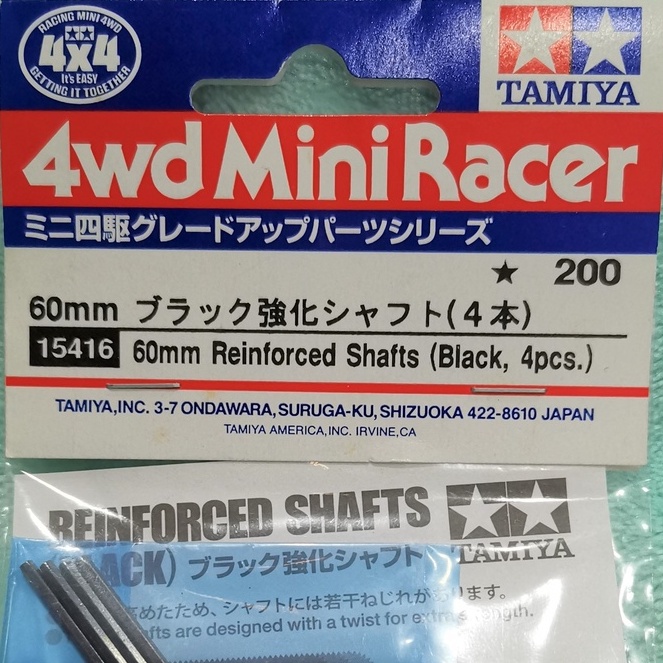 RACING MINI 4WD
4x4
It's EASY
GETTING IT TOGETHER
TAMIYA
4wd Mini Racer
ミニ四駆グレードアップパーツシリーズ
★ 200
60mm ブラック強化シャフト(4本)
15416 60mm Reinforced Shafts (Black, 4pcs.)
TAMIYA,INC. 3-7 ONDAWARA,SURUGA-KU,SHIZUOKA 422-8610 JAPAN
TAMIYA AMERICA,INC. IRVINE,CA
REINFORCED SHAFTS
TAMIYA
ブラック強化シャフト
ため、シャフトには若干ねじれがあります。
are designed with a twist for extra strength.